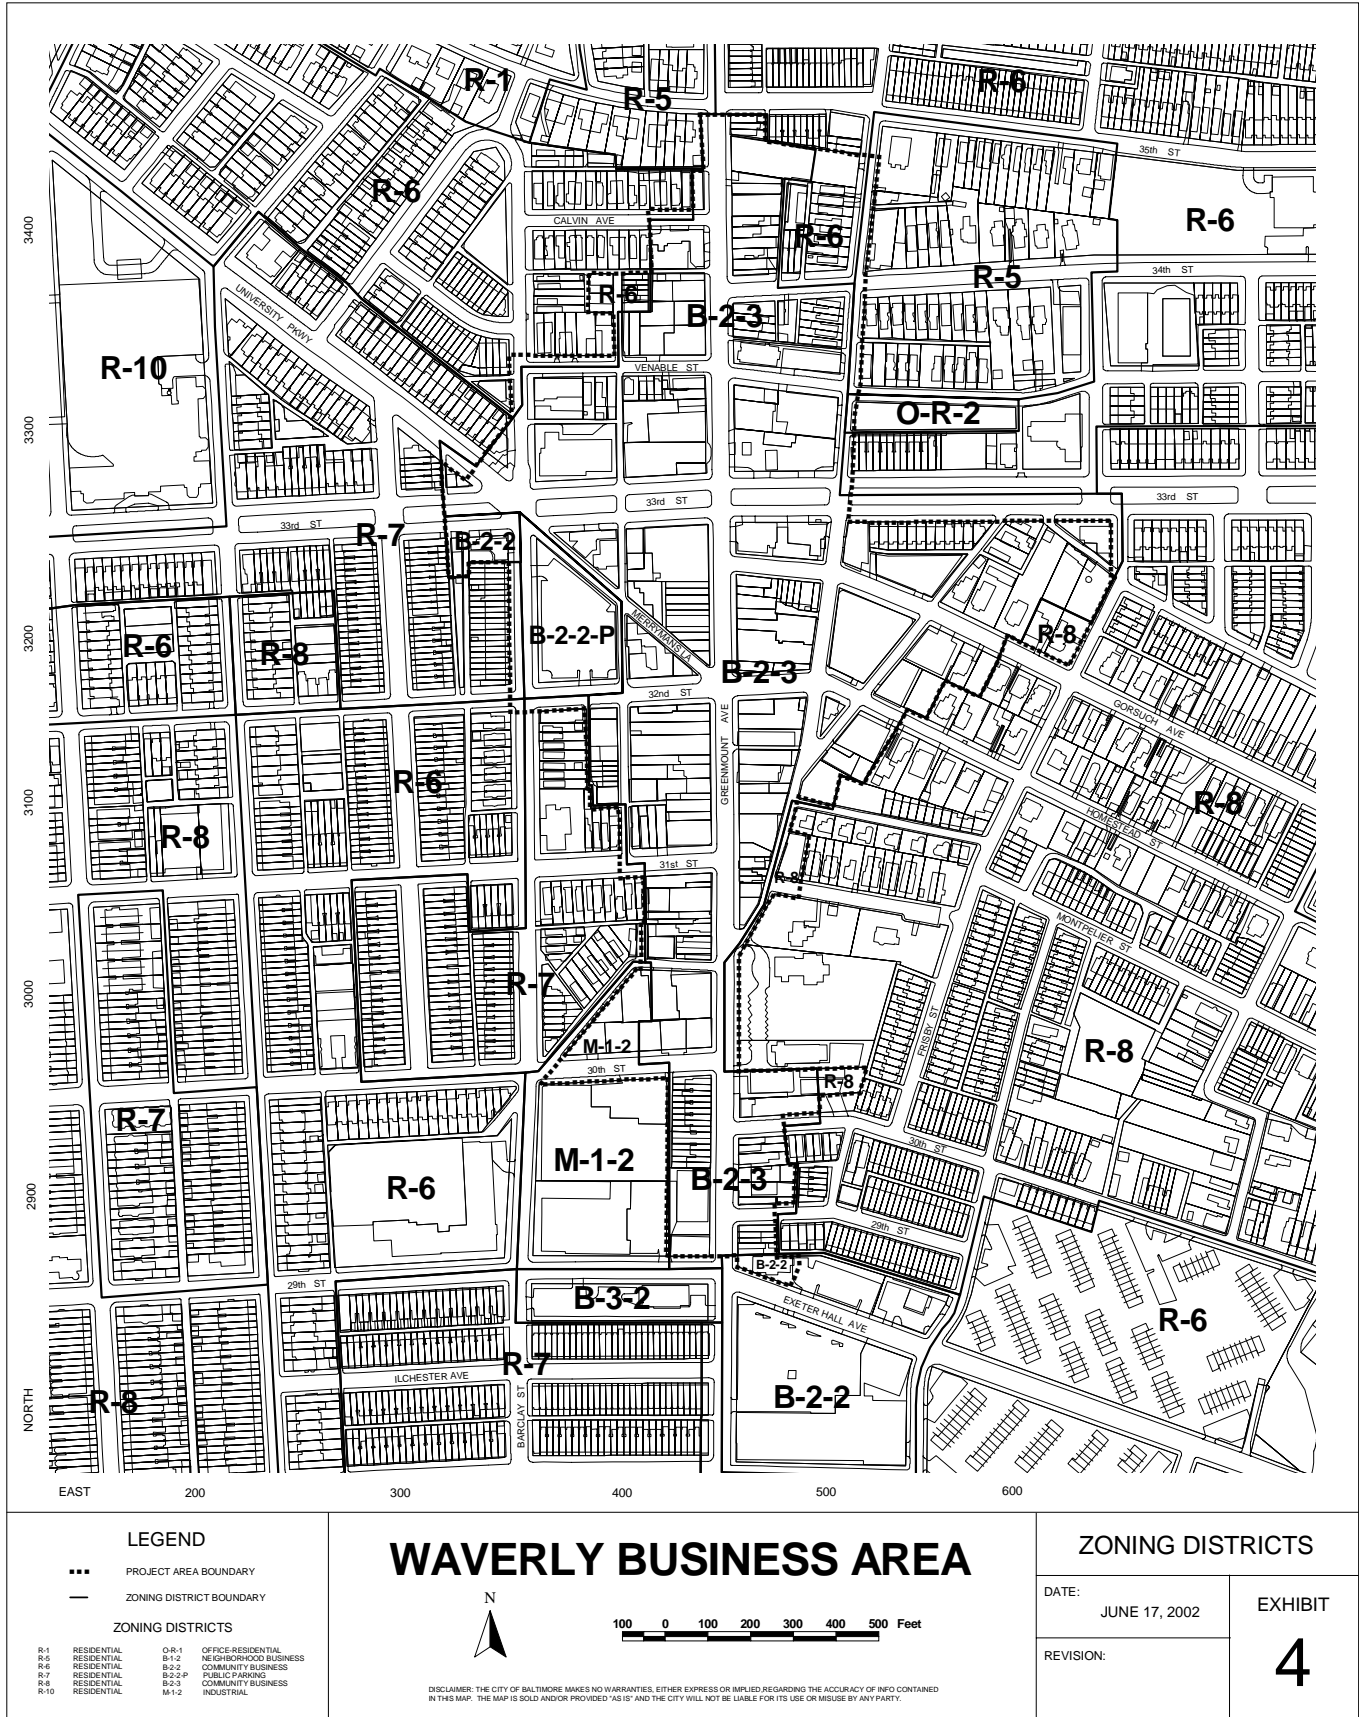 R-1
R-5
R-6
35th ST
R-6
R-6
R-6
CALVIN AVE
3400
34th ST
R-5
R-6
UNIVERSITY PKWY
B-2-3
R-10
VENABLE ST
O-R-2
3300
33rd ST
33rd ST
33rd ST
R-7
B-2-2
MERRYMANS LA
B-2-2-P
R-8
3200
R-6
R-8
B-2-3
32nd ST
GREENMOUNT AVE
GORSUCH AVE
R-6
3100
R-8
R-8
HOMESTEAD ST
31st ST
R-8
MONTPELIER ST
R-7
3000
FRISBY ST
M-1-2
R-8
30th ST
R-8
R-7
30th ST
M-1-2
B-2-3
R-6
2900
29th ST
B-2-2
29th ST
B-3-2
EXETER HALL AVE
R-6
R-7
ILCHESTER AVE
BARCLAY ST
R-8
B-2-2
NORTH
EAST 200 300 400 500 600
LEGEND
PROJECT AREA BOUNDARY
ZONING DISTRICT BOUNDARY
ZONING DISTRICTS
R-1 RESIDENTIAL O-R-1 OFFICE-RESIDENTIAL
R-5 RESIDENTIAL B-1-2 NEIGHBORHOOD BUSINESS
R-6 RESIDENTIAL B-2-2 COMMUNITY BUSINESS
R-7 RESIDENTIAL B-2-2-P PUBLIC PARKING
R-8 RESIDENTIAL B-2-3 COMMUNITY BUSINESS
R-10 RESIDENTIAL M-1-2 INDUSTRIAL
WAVERLY BUSINESS AREA
N
100 0 100 200 300 400 500 Feet
DISCLAIMER: THE CITY OF BALTIMORE MAKES NO WARRANTIES, EITHER EXPRESS OR IMPLIED,REGARDING THE ACCURACY OF INFO CONTAINED
IN THIS MAP. THE MAP IS SOLD AND/OR PROVIDED "AS IS" AND THE CITY WILL NOT BE LIABLE FOR ITS USE OR MISUSE BY ANY PARTY.
ZONING DISTRICTS
DATE:
JUNE 17, 2002
REVISION:
EXHIBIT
4